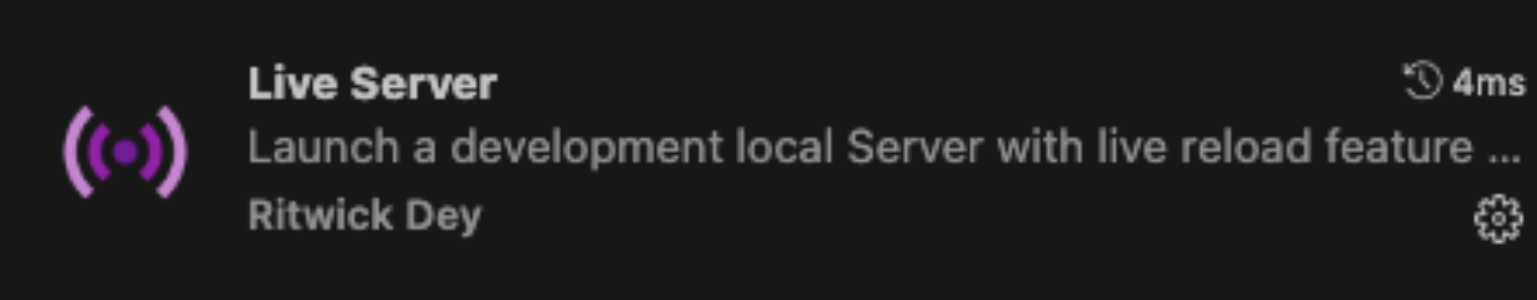 Live Server 4ms
Launch a development local Server with live reload feature ...
Ritwick Dey